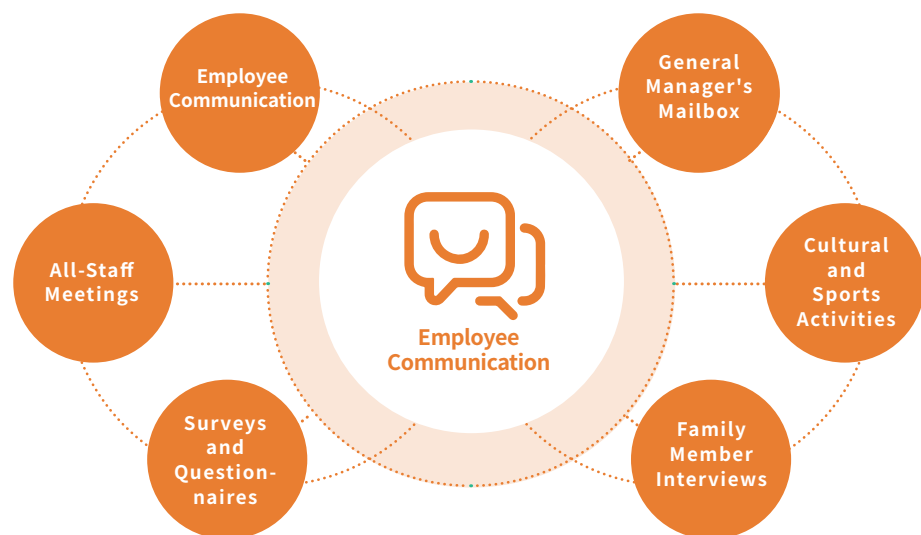 Employee
Communication
General
Manager's
Mailbox
All-Staff
Meetings
Employee
Communication
Cultural
and
Sports
Activities
Surveys
and
Question-
naires
Family
Member
Interviews